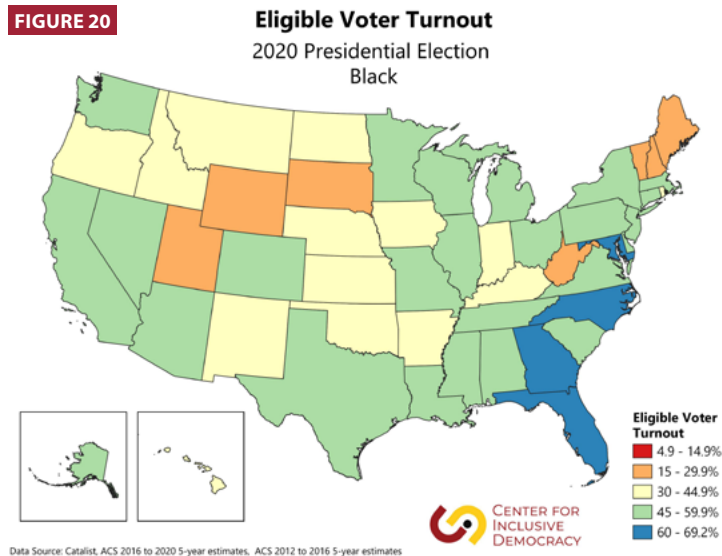 FIGURE 20
Eligible Voter Turnout
2020 Presidential Election
Black
Eligible Voter
Turnout
4.9 - 14.9%
15 - 29.9%
30 - 44.9%
45 - 59.9%
60 - 69.2%
CENTER FOR
INCLUSIVE
DEMOCRACY
Data Source: Catalist, ACS 2016 to 2020 5-year estimates, ACS 2012 to 2016 5-year estimates